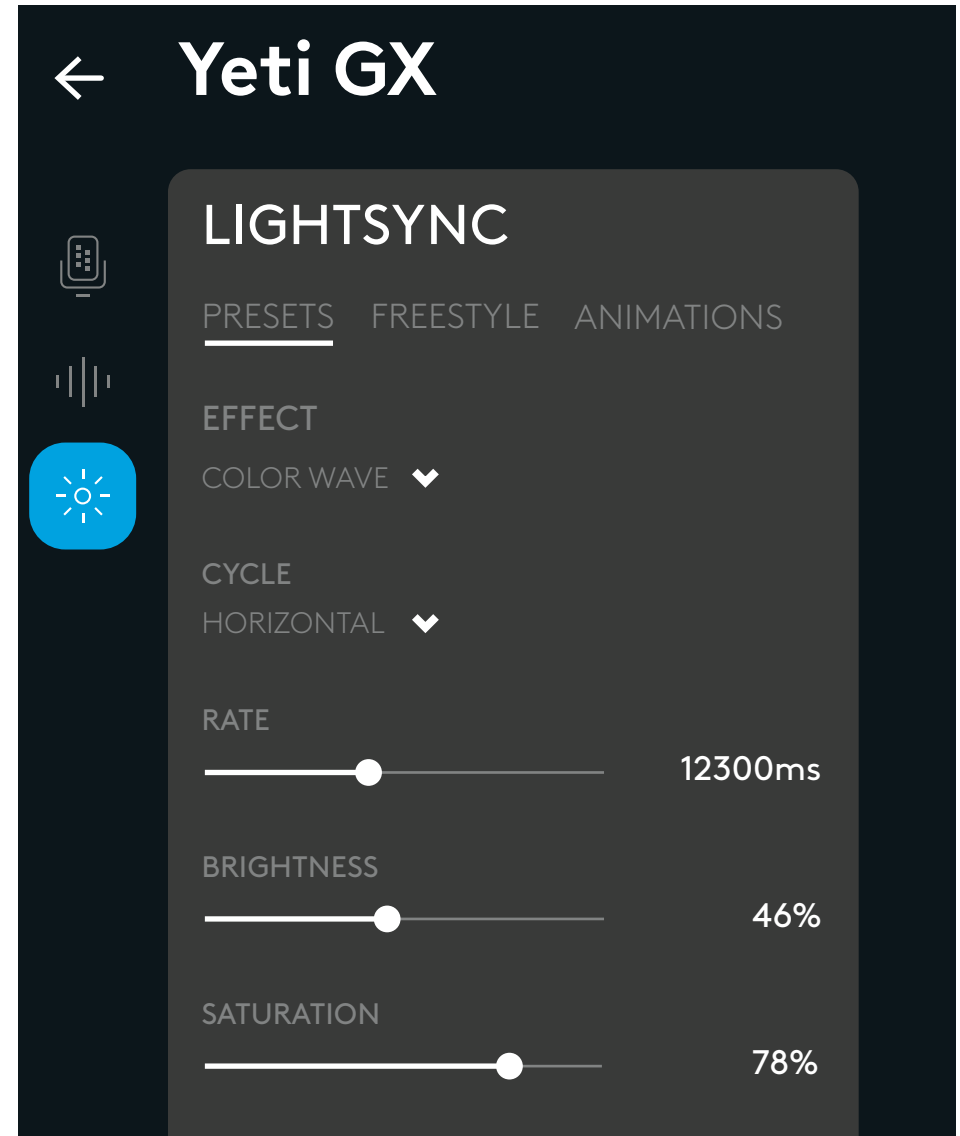 Yeti GX
LIGHTSYNC
PRESETS FREESTYLE ANIMATIONS
EFFECT
COLOR WAVE
CYCLE
HORIZONTAL
RATE
12300ms
BRIGHTNESS
46%
SATURATION
78%